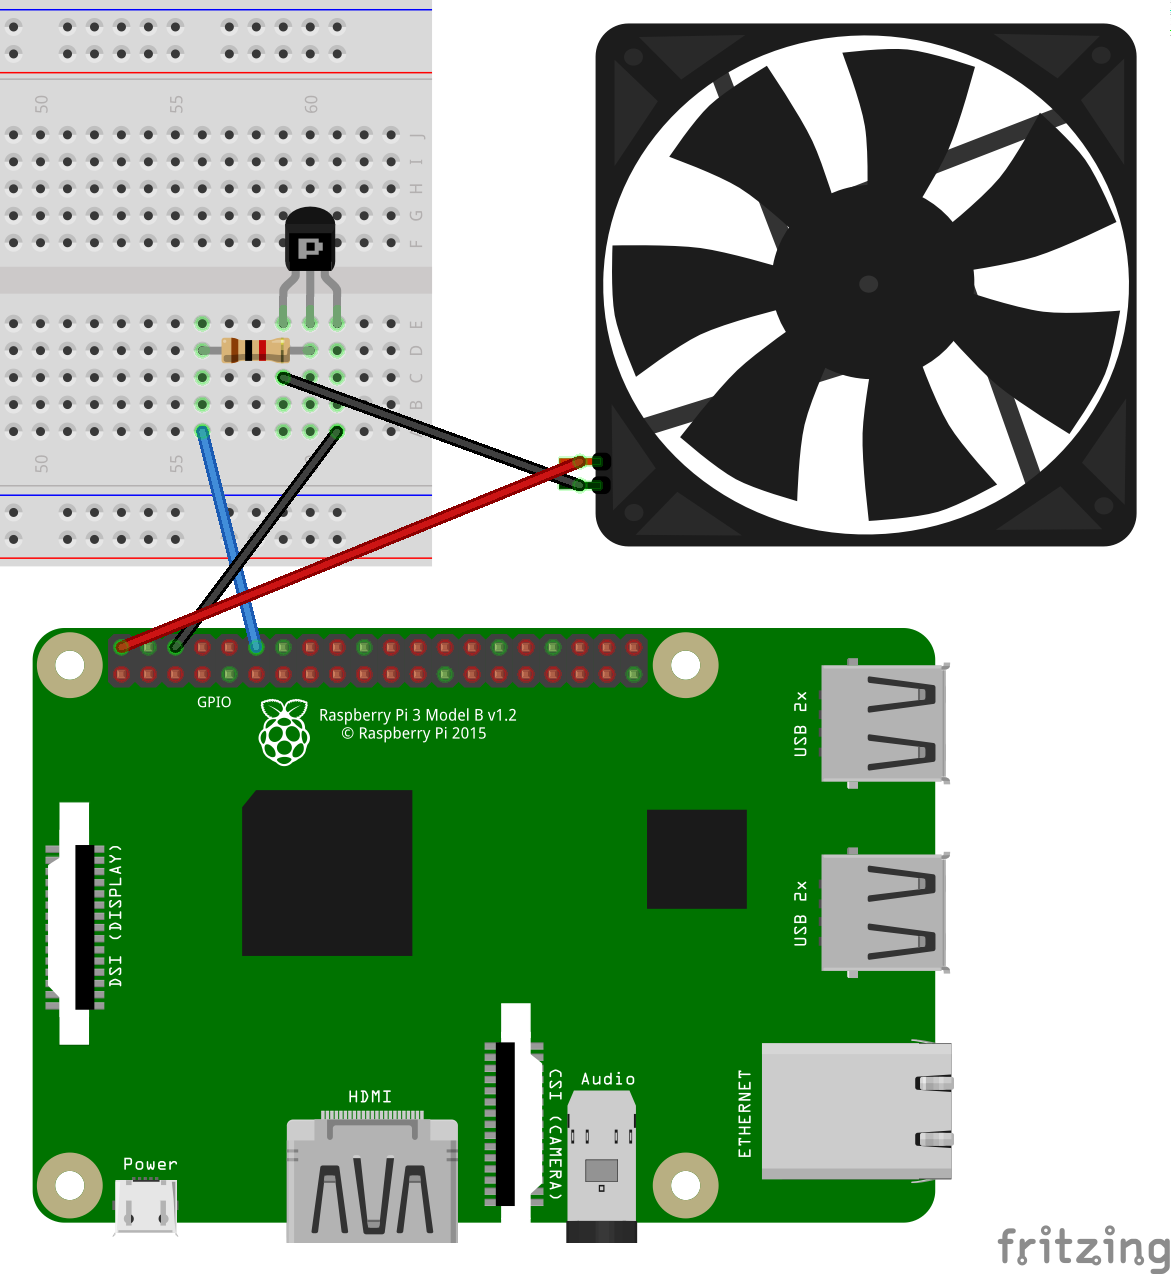 50
55
60
J
I
H
G
F
P
E
D
C
B
50
55
GPIO
Raspberry Pi 3 Model B v1.2
© Raspberry Pi 2015
USB 2x
DSI (DISPLAY)
USB 2x
HDMI
CSI (CAMERA)
Audio
ETHERNET
Power
fritzing